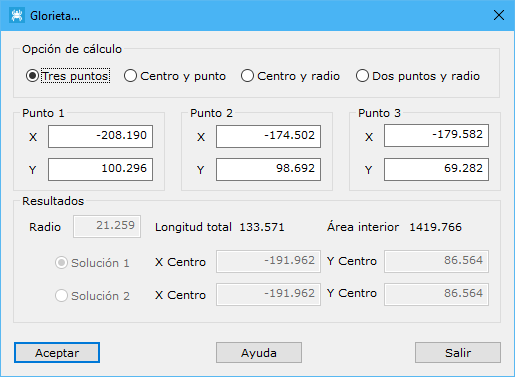 Glorieta...
Opción de cálculo
Tres puntos Centro y punto Centro y radio Dos puntos y radio
Punto 1 Punto 2 Punto 3
X -208.190 X -174.502 X -179.582
Y 100.296 Y 98.692 Y 69.282
Resultados
Radio 21.259 Longitud total 133.571 Área interior 1419.766
Solución 1 X Centro -191.962 Y Centro 86.564
Solución 2 X Centro -191.962 Y Centro 86.564
Aceptar Ayuda Salir